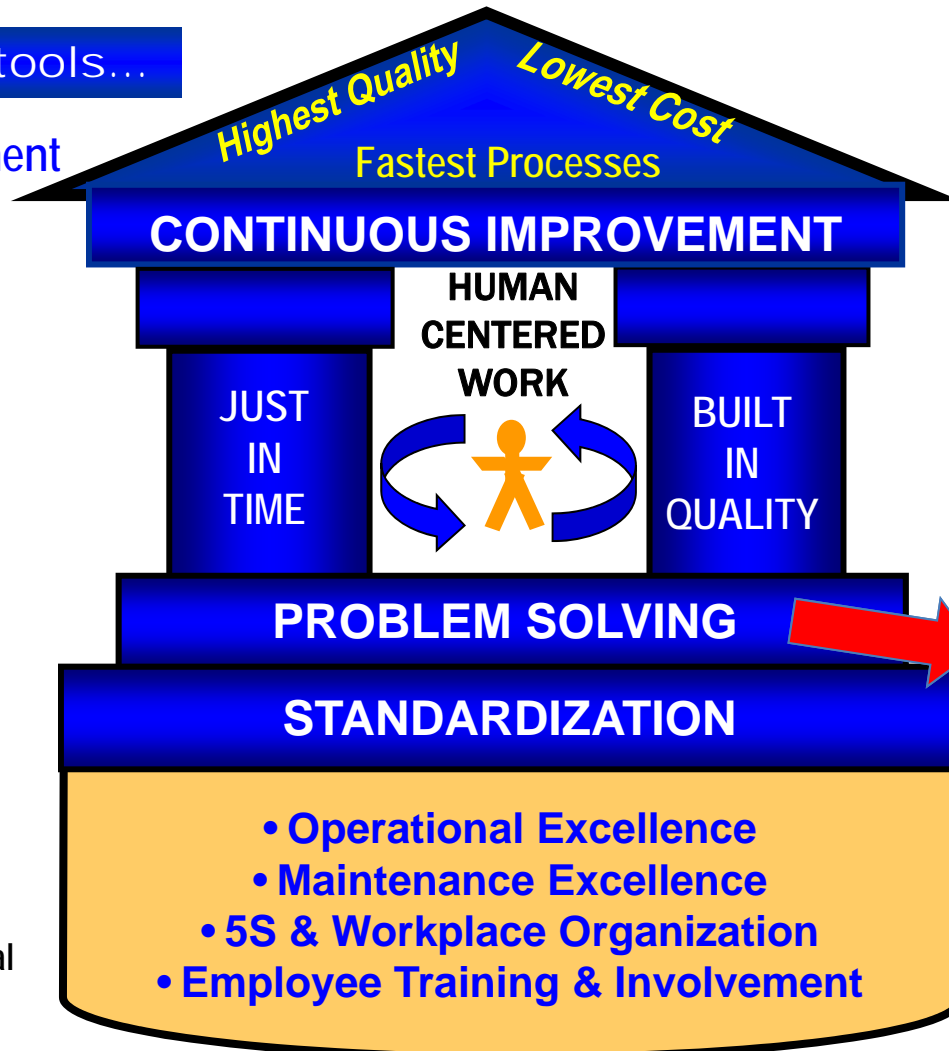 tools...
ment
Highest Quality
Lowest Cost
Fastest Processes
CONTINUOUS IMPROVEMENT
HUMAN
CENTERED
WORK
JUST
IN
TIME
BUILT
IN
QUALITY
PROBLEM SOLVING
STANDARDIZATION
• Operational Excellence
• Maintenance Excellence
• 5S & Workplace Organization
al
• Employee Training & Involvement